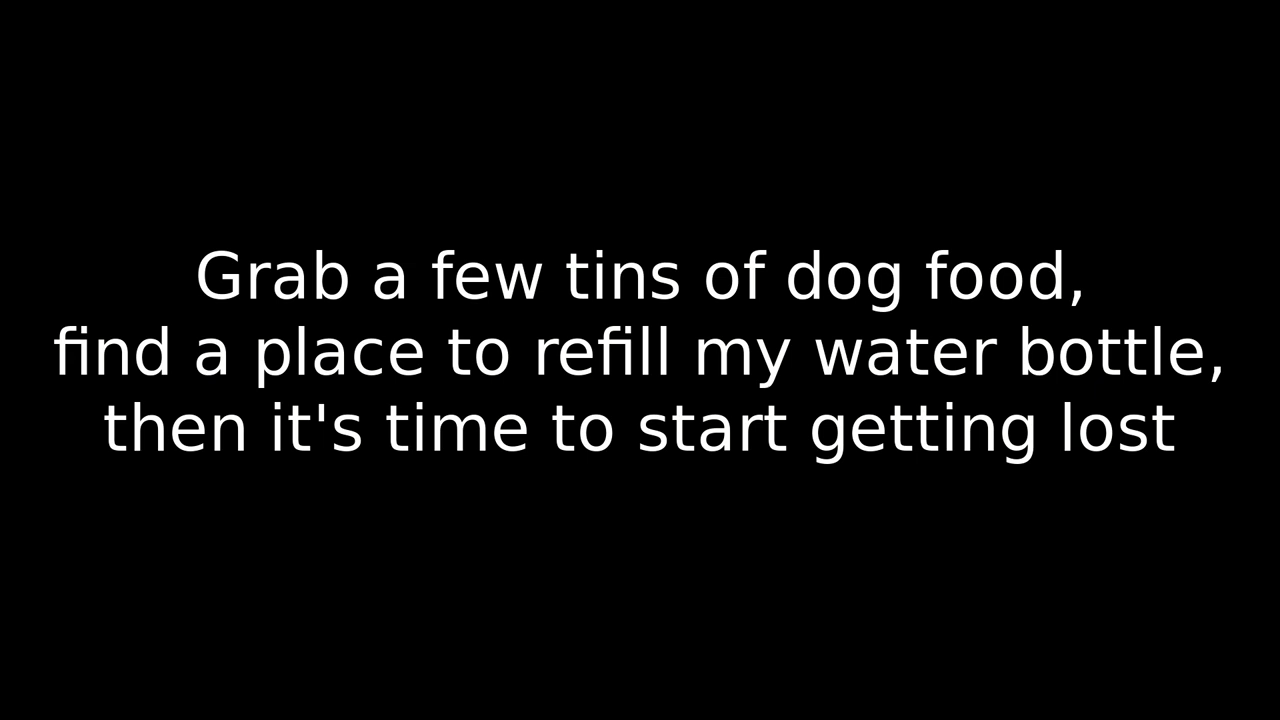 Grab a few tins of dog food,
find a place to refill my water bottle,
then it's time to start getting lost